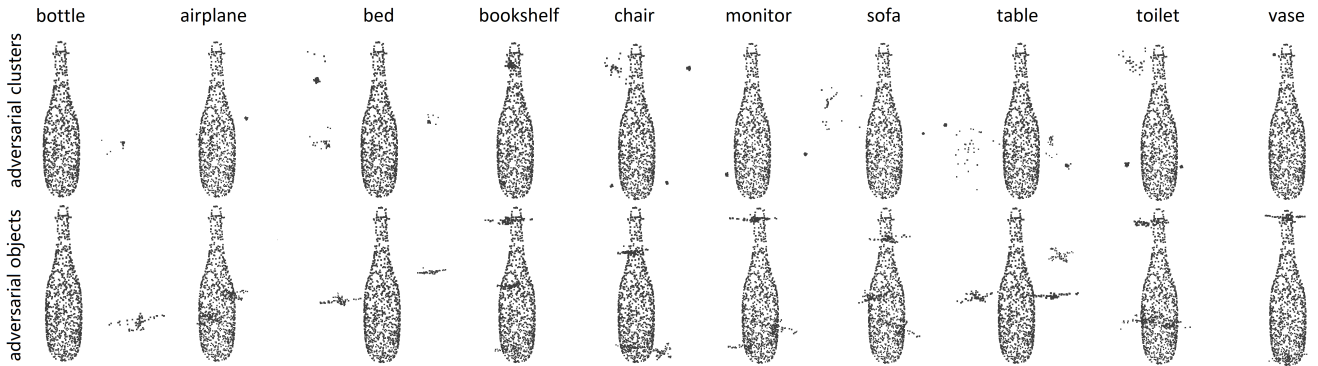 bottle airplane bed bookshelf chair monitor sofa table toilet vase
adversarial clusters
adversarial objects